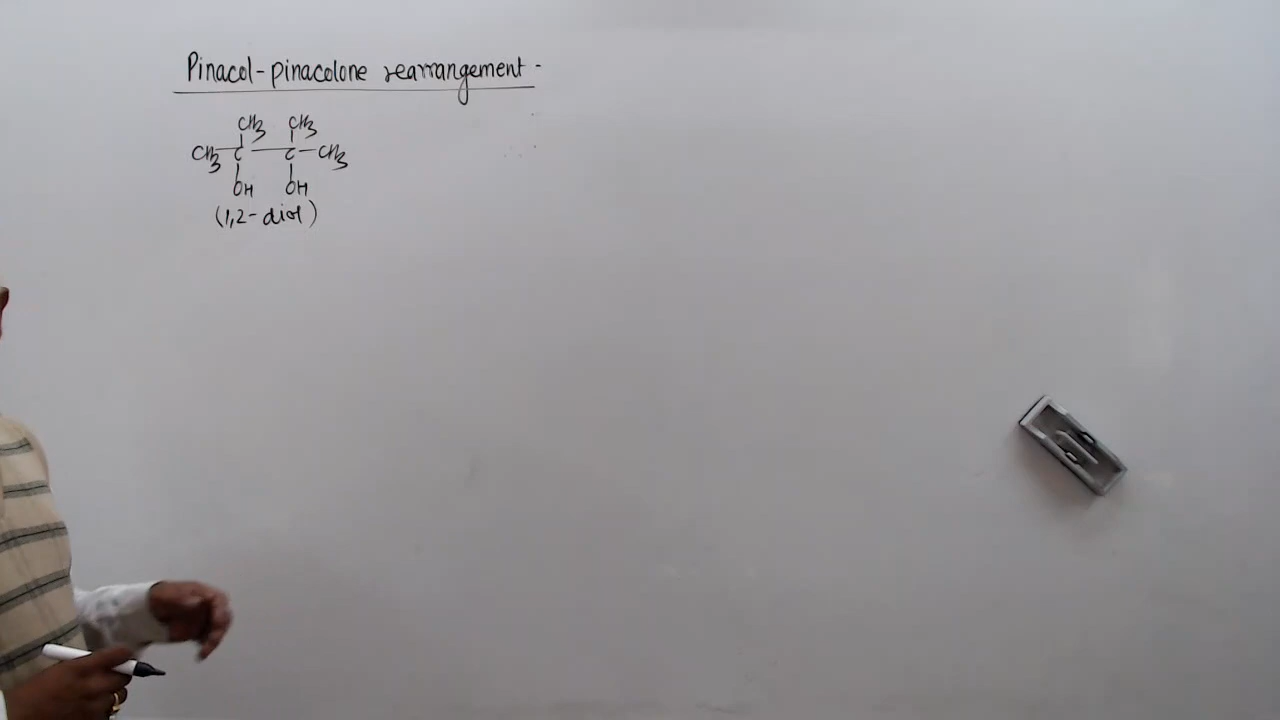 Pinacol-pinacolone rearrangement -
CH3 CH3
CH3-C-C-CH3
OH OH
(1,2-diol)